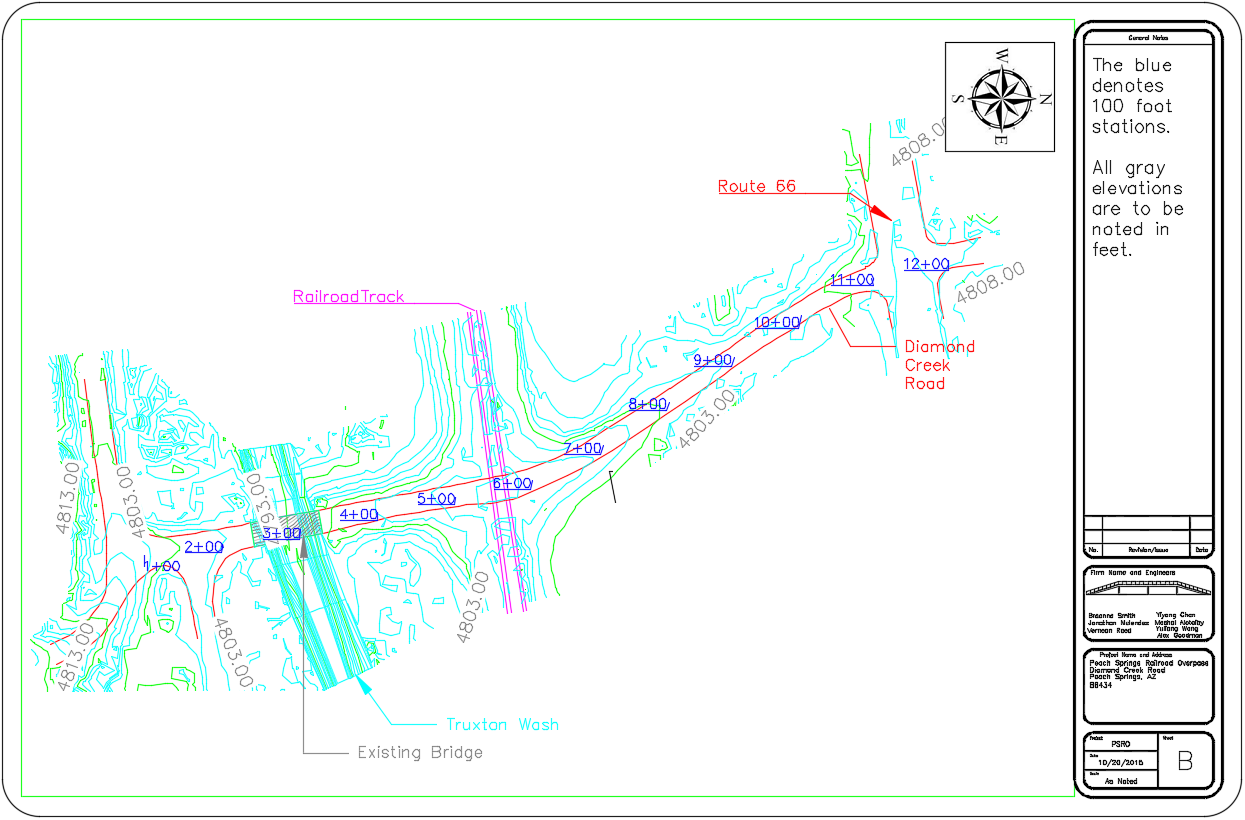 W
S
N
E
4808.00
Route 66
12+00
11+00
4808.00
RailroadTrack
10+00
Diamond
Creek
Road
9+00
8+00
4803.00
7+00
4813.00
4803.00
4793.00
6+00
5+00
4+00
3+00
2+00
1+00
4803.00
4803.00
4813.00
Truxton Wash
Existing Bridge
General Notes
The blue
denotes
100 foot
stations.
All gray
elevations
are to be
noted in
feet.
No.
Revision/Issue
Date
Firm Name and Engineers
Breanne Smith
Yiyang Chen
Jonathan Melendez
Meshal Alotaiby
Vernean Reed
Yuifang Wang
Alex Goodman
Project Name and Address
Peach Springs Railroad Overpass
Diamond Creek Road
Peach Springs, AZ
86434
Project
PSRO
Date
10/20/2015
Scale
As Noted
Sheet
B